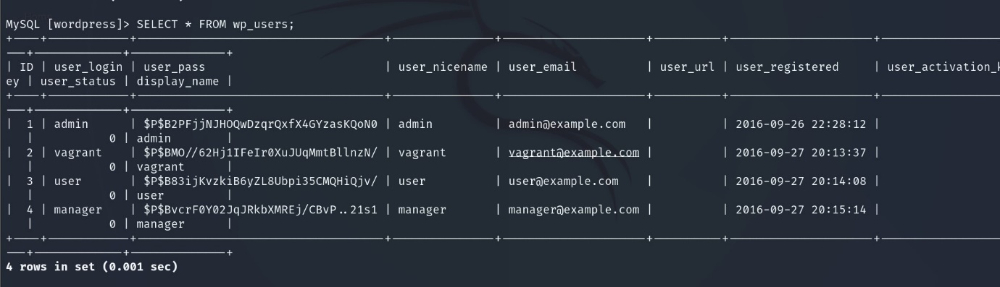 MySQL [wordpress]> SELECT * FROM wp_users;
+----+------------+------------------------------------+---------------+-------------------+----------+---------------------+----------------
---+-------------+--------------+
| ID | user_login | user_pass | user_nicename | user_email | user_url | user_registered | user_activation_k
ey | user_status | display_name |
+----+------------+------------------------------------+---------------+-------------------+----------+---------------------+----------------
---+-------------+--------------+
| 1 | admin | $P$B2PFjjNJHOQwDzqrQxfX4GYzasKQoN0 | admin | admin@example.com | | 2016-09-26 22:28:12 |
| 0 | admin |
| 2 | vagrant | $P$BMO//62Hj1IFeIr0XuJUqMmtBllnzN/ | vagrant | vagrant@example.com | | 2016-09-27 20:13:37 |
| 0 | vagrant |
| 3 | user | $P$B83ijKvzkiB6yZL8Ubpi35CMQHiQjv/ | user | user@example.com | | 2016-09-27 20:14:08 |
| 0 | user |
| 4 | manager | $P$BvcrF0Y02JqJRkbXMREj/CBvP..21s1 | manager | manager@example.com | | 2016-09-27 20:15:14 |
| 0 | manager |
+----+------------+------------------------------------+---------------+-------------------+----------+---------------------+----------------
---+-------------+--------------+
4 rows in set (0.001 sec)